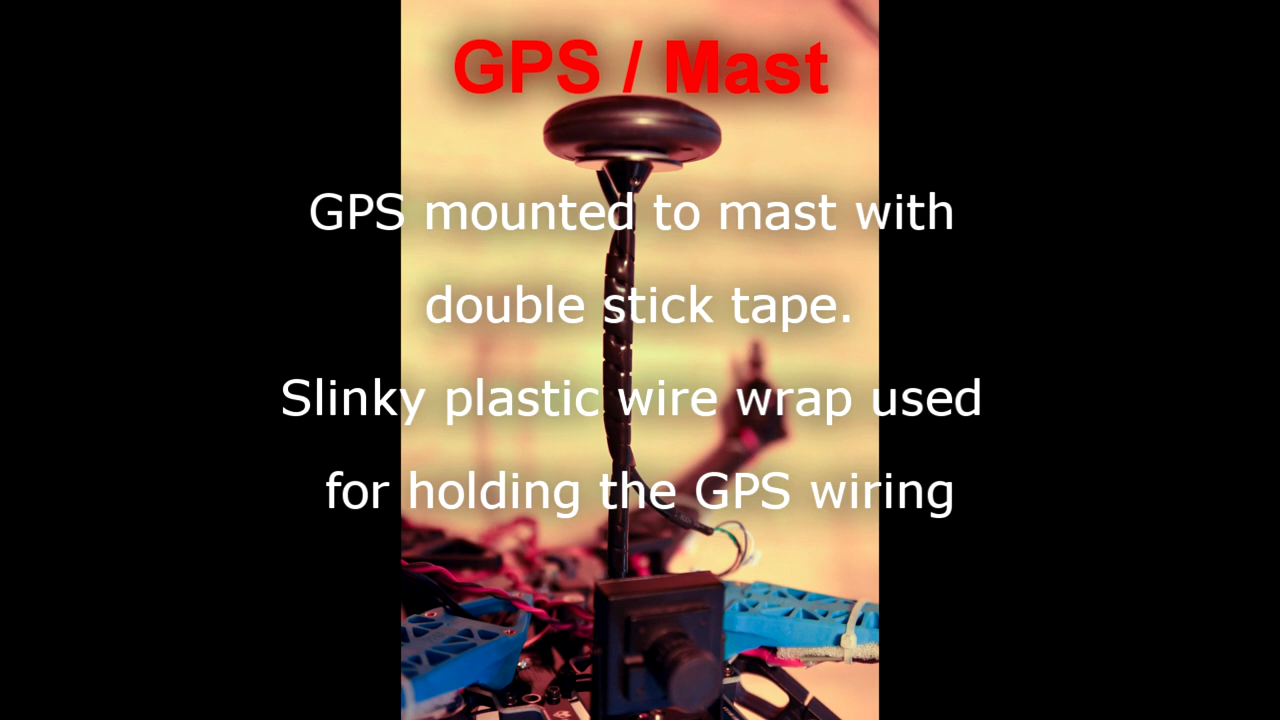 GPS / Mast
GPS mounted to mast with
double stick tape.
Slinky plastic wire wrap used
for holding the GPS wiring